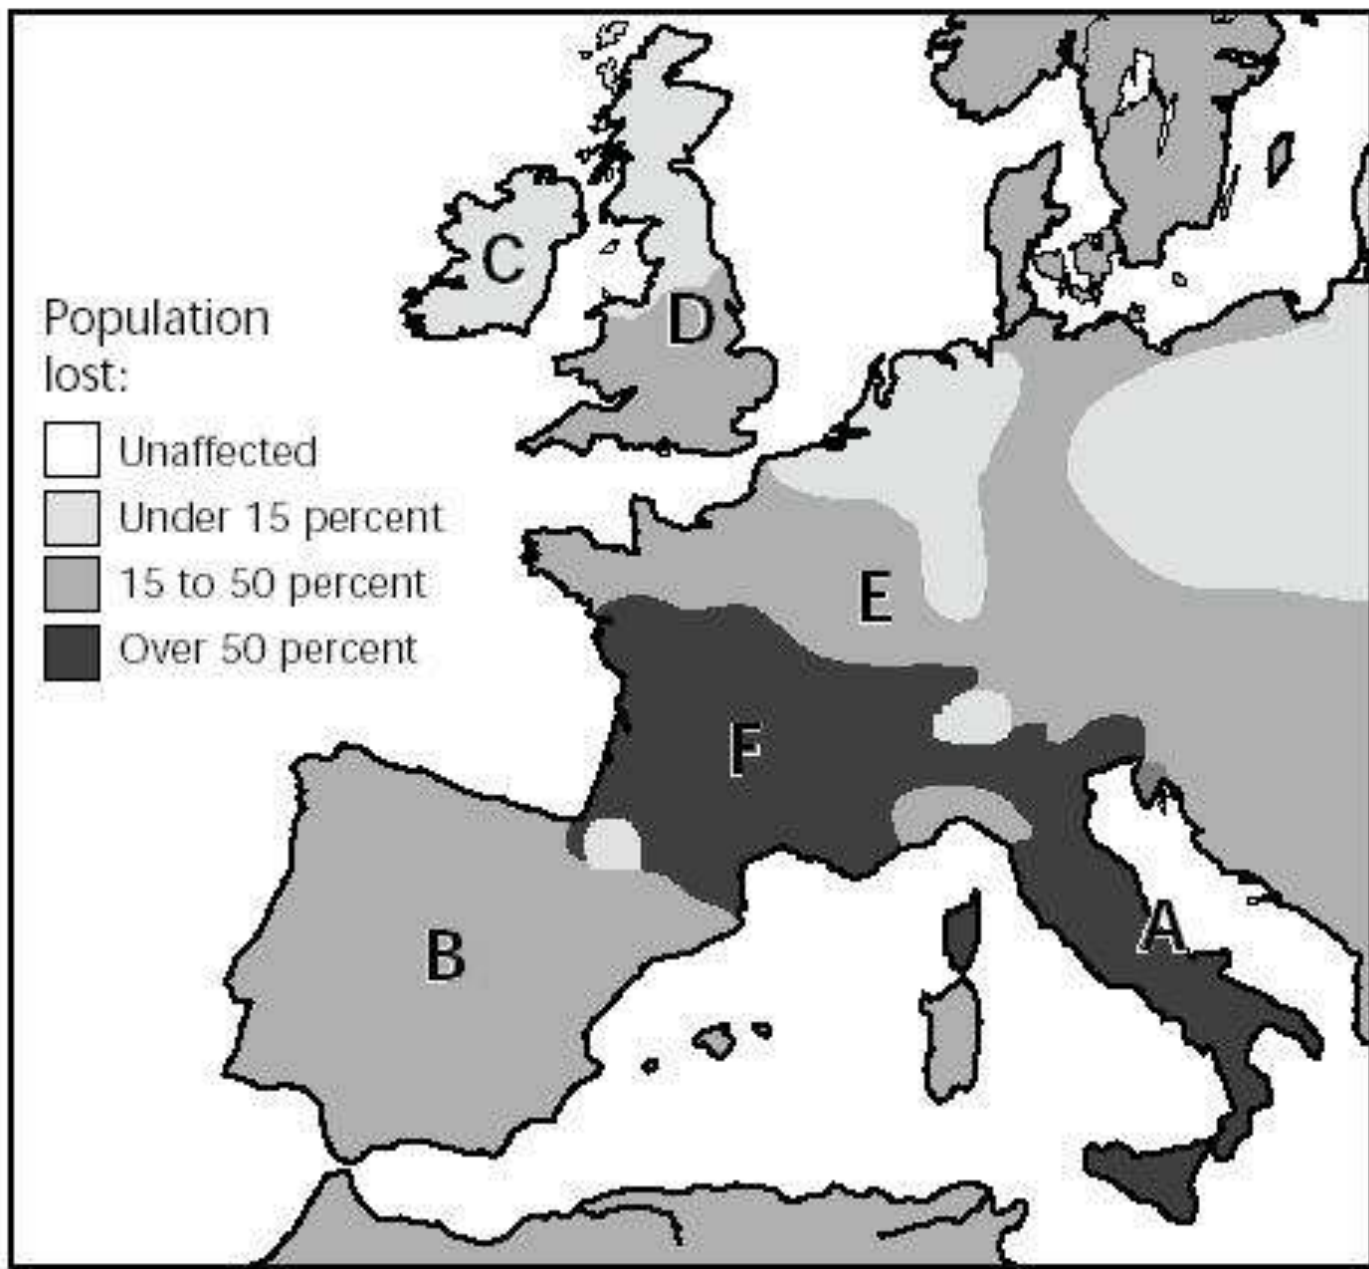 C
D
Population
lost:
Unaffected
Under 15 percent
15 to 50 percent
Over 50 percent
E
F
A
B